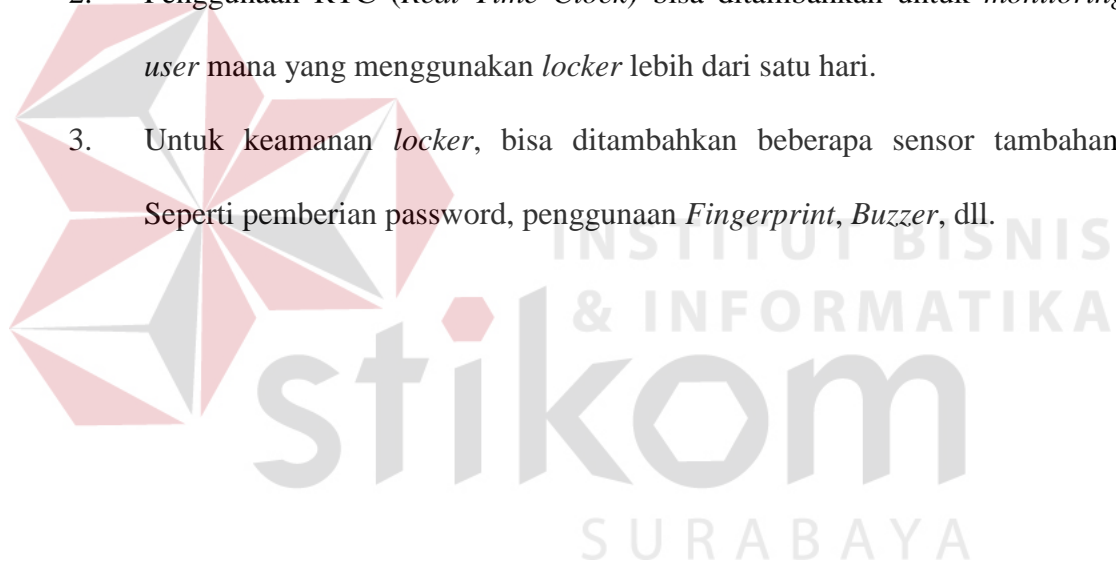 2. Penggunaan RTC (Real Time Clock) bisa ditambahkan untuk monitoring
user mana yang menggunakan locker lebih dari satu hari.
3. Untuk keamanan locker, bisa ditambahkan beberapa sensor tambahan
Seperti pemberian password, penggunaan Fingerprint, Buzzer, dll.
INSTITUT BISNIS
& INFORMATIKA
stikom
SURABAYA